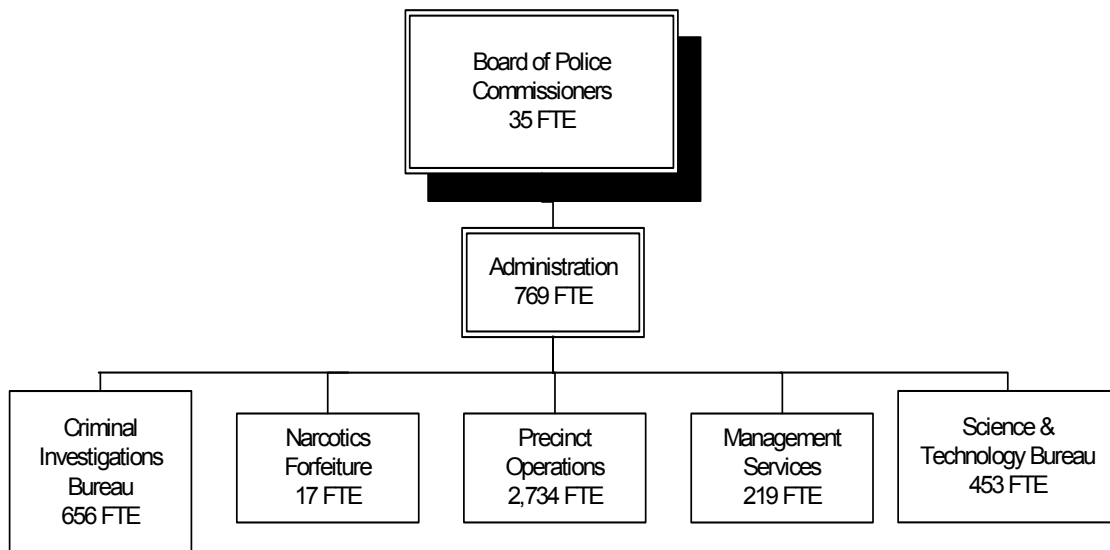 Board of Police
Commissioners
35 FTE
Administration
769 FTE
Criminal
Investigations
Bureau
656 FTE
Narcotics
Forfeiture
17 FTE
Precinct
Operations
2,734 FTE
Management
Services
219 FTE
Science &
Technology Bureau
453 FTE